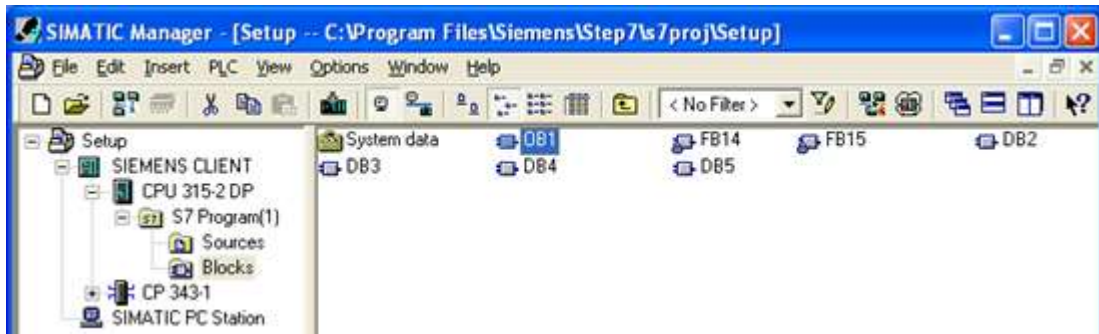 SIMATIC Manager - [Setup -- C:\Program Files\Siemens\Step7\s7proj\Setup]
File Edit Insert PLC View Options Window Help
< No Filter >
Setup
SIEMENS CLIENT
CPU 315-2 DP
S7 Program(1)
Sources
Blocks
CP 343-1
SIMATIC PC Station
System data OB1 FB14 FB15 DB2
DB3 DB4 DB5